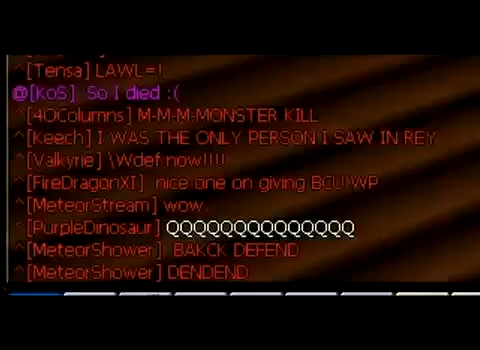 ^[Tensa] LAWL=!
@[KoS] So I died :(
^[40Columns] M-M-M-MONSTER KILL
^[Keech] I WAS THE ONLY PERSON I SAW IN REY
^[Valkyrie] \Wdef now!!!!
^[FireDragonXI] nice one on giving BCU WP
^[MeteorStream] wow.
^[PurpleDinosaur] QQQQQQQQQQQQQQ
^[MeteorShower] BAKCK DEFEND
^[MeteorShower] DENDEND